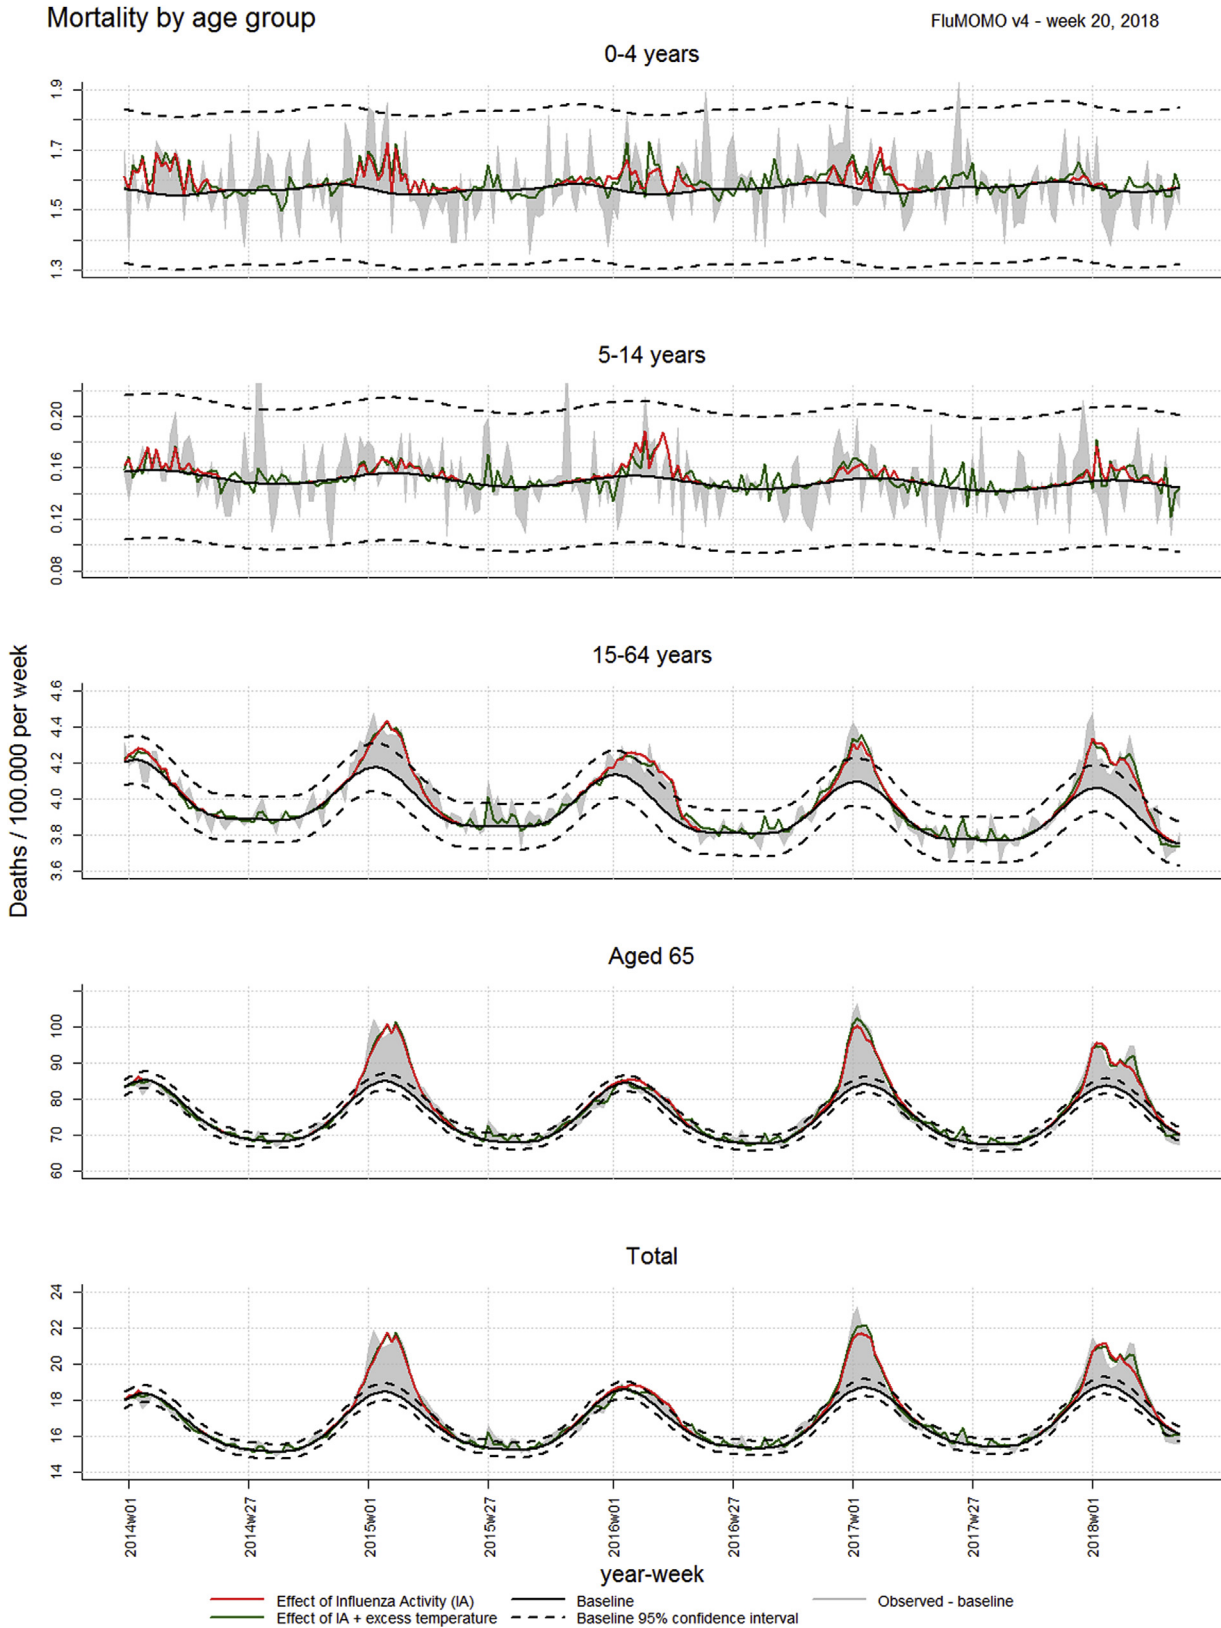 Mortality by age group
FluMOMO v4 - week 20, 2018
0-4 years
1.9
1.7
1.5
1.3
5-14 years
0.20
0.16
0.12
0.08
15-64 years
4.6
4.4
4.2
4.0
3.8
3.6
Deaths / 100.000 per week
Aged 65
100
90
80
70
60
Total
24
22
20
18
16
14
2014w01
2014w27
2015w01
2015w27
2016w01
2016w27
2017w01
2017w27
2018w01
year-week
Effect of Influenza Activity (IA)
Baseline
Observed - baseline
Effect of IA + excess temperature
Baseline 95% confidence interval